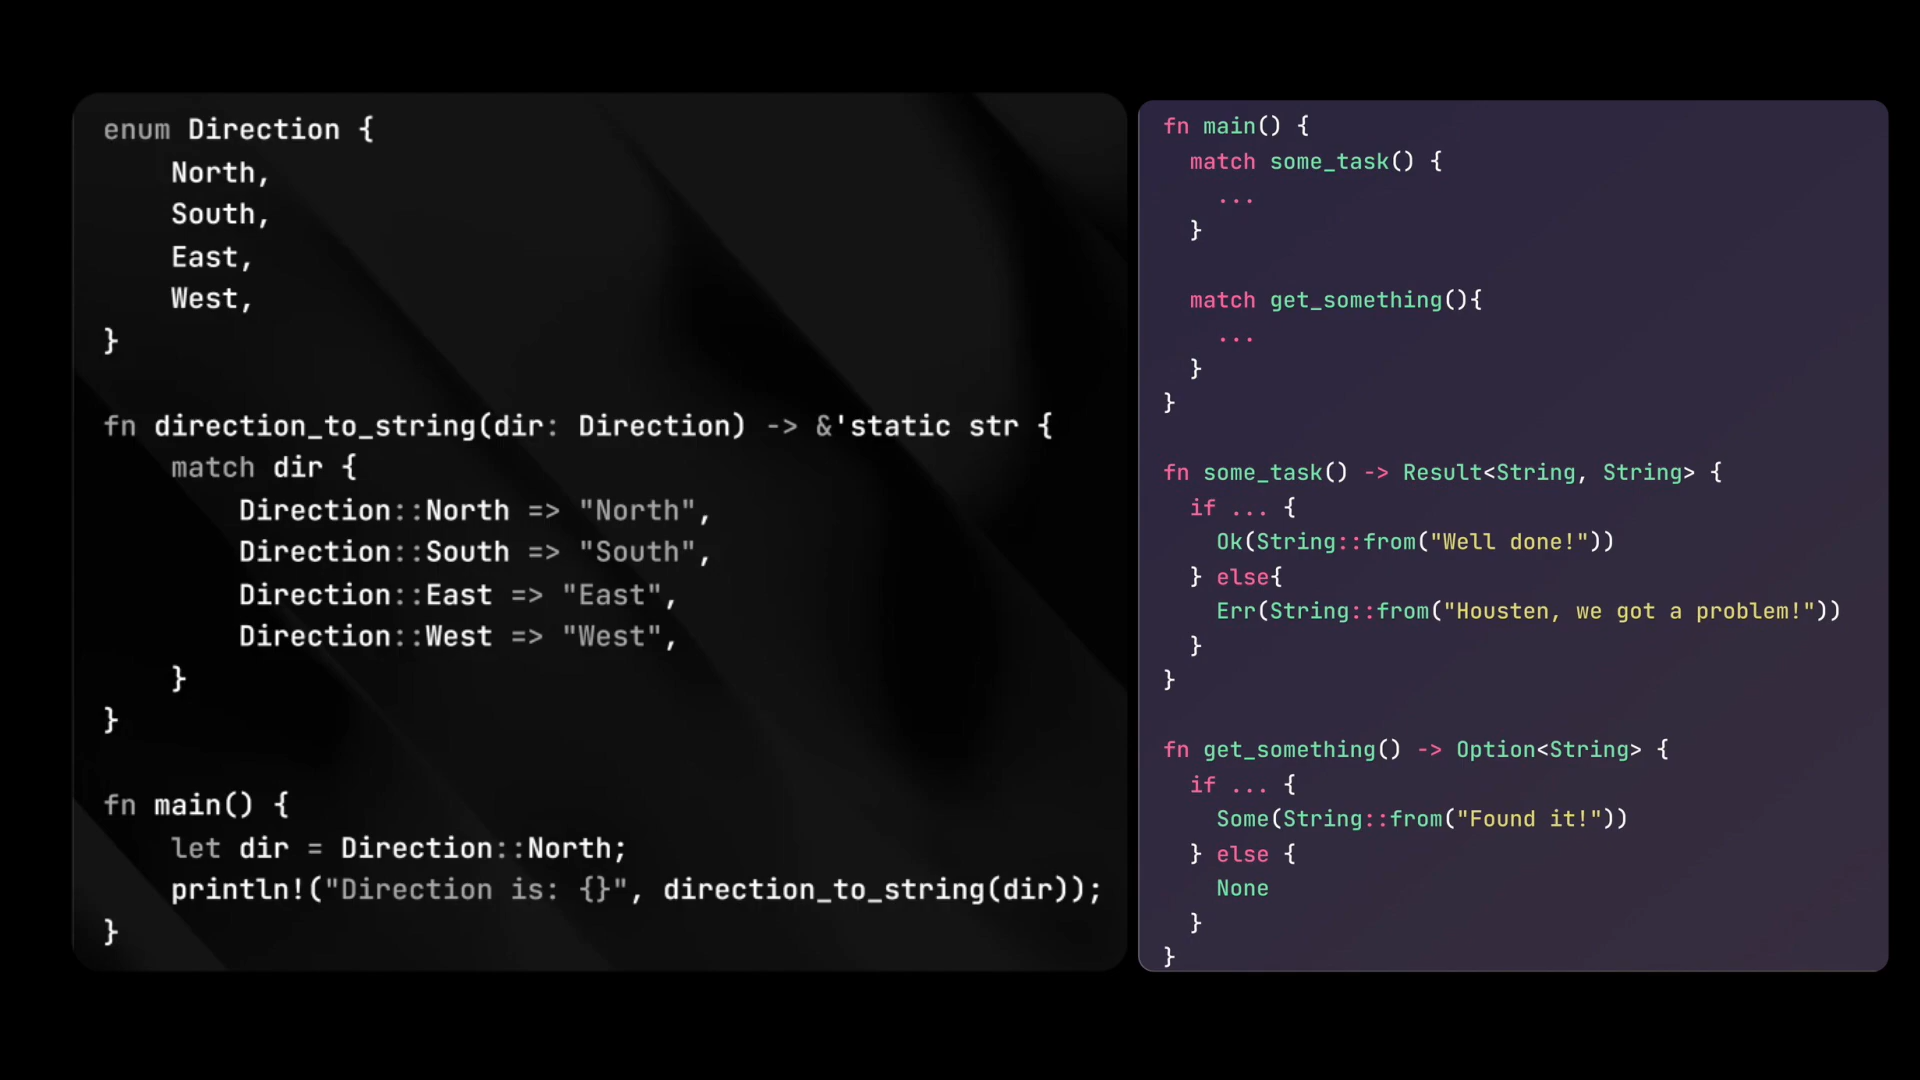 enum Direction {
    North,
    South,
    East,
    West,
}

fn direction_to_string(dir: Direction) -> &'static str {
    match dir {
        Direction::North => "North",
        Direction::South => "South",
        Direction::East => "East",
        Direction::West => "West",
    }
}

fn main() {
    let dir = Direction::North;
    println!("Direction is: {}", direction_to_string(dir));
}

fn main() {
  match some_task() {
    ...
  }

  match get_something(){
    ...
  }
}

fn some_task() -> Result<String, String> {
  if ... {
    Ok(String::from("Well done!"))
  } else{
    Err(String::from("Housten, we got a problem!"))
  }
}

fn get_something() -> Option<String> {
  if ... {
    Some(String::from("Found it!"))
  } else {
    None
  }
}